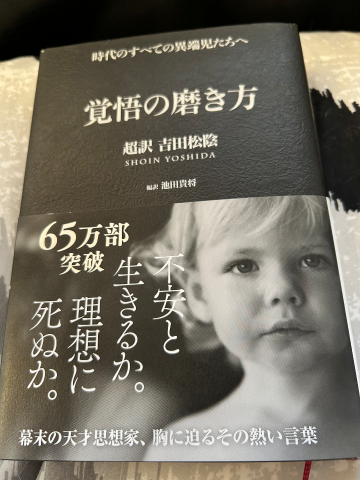 時代のすべての異端児たちへ
覚悟の磨き方
超訳 吉田松陰
SHOIN YOSHIDA
編訳 池田貴将
65万部
突破
不安と
生きるか。
理想に
死ぬか。
幕末の天才思想家、胸に迫るその熱い言葉